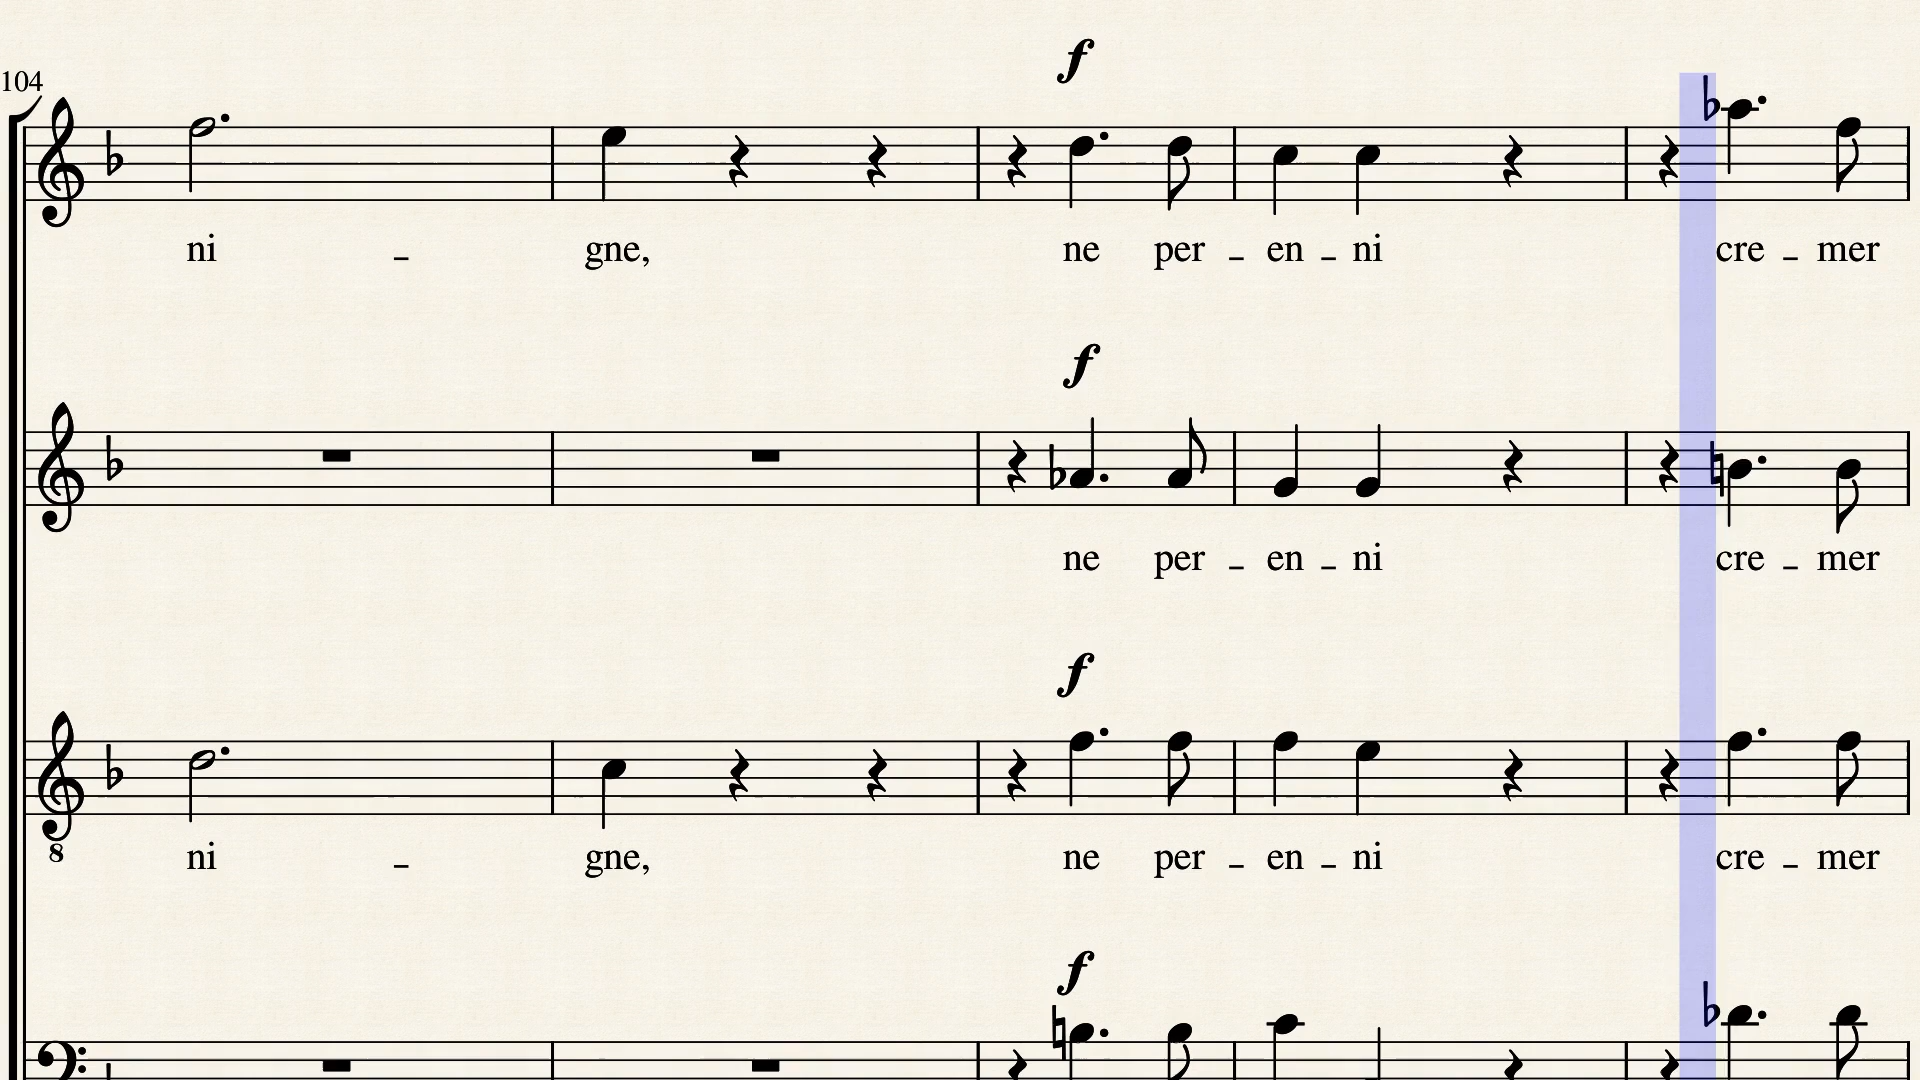 104
f
ni - gne, ne per - en - ni cre - mer
f
ne per - en - ni cre - mer
f
8
ni - gne, ne per - en - ni cre - mer
f